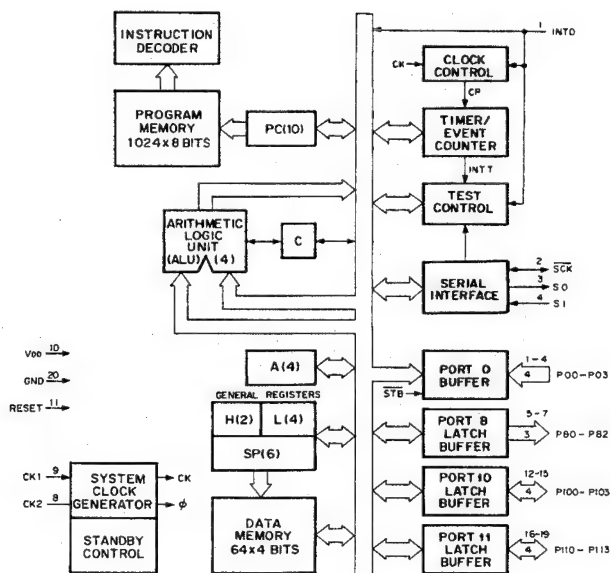 INSTRUCTION
DECODER
PROGRAM
MEMORY
1024 x 8 BITS
PC(10)
1
INTO
CK
CLOCK
CONTROL
CP
TIMER/
EVENT
COUNTER
INTT
TEST
CONTROL
ARITHMETIC
LOGIC
UNIT
(ALU) (4)
C
SERIAL
INTERFACE
2
SCK
3
SO
4
SI
VDD 10
GND 20
RESET 11
A(4)
GENERAL REGISTERS
H(2) L(4)
SP(6)
DATA
MEMORY
64x4 BITS
CK1 9
CK2 8
SYSTEM
CLOCK
GENERATOR
CK
ϕ
STANDBY
CONTROL
PORT 0
BUFFER
STB
1-4
4
P00-P03
PORT 8
LATCH
BUFFER
5-7
3
P80-P82
PORT 10
LATCH
BUFFER
12-15
4
P100-P103
PORT 11
LATCH
BUFFER
16-19
4
P110-P113